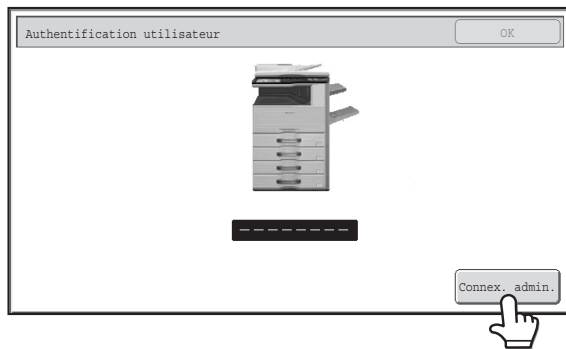 Authentification utilisateur
OK
--------
Connex. admin.